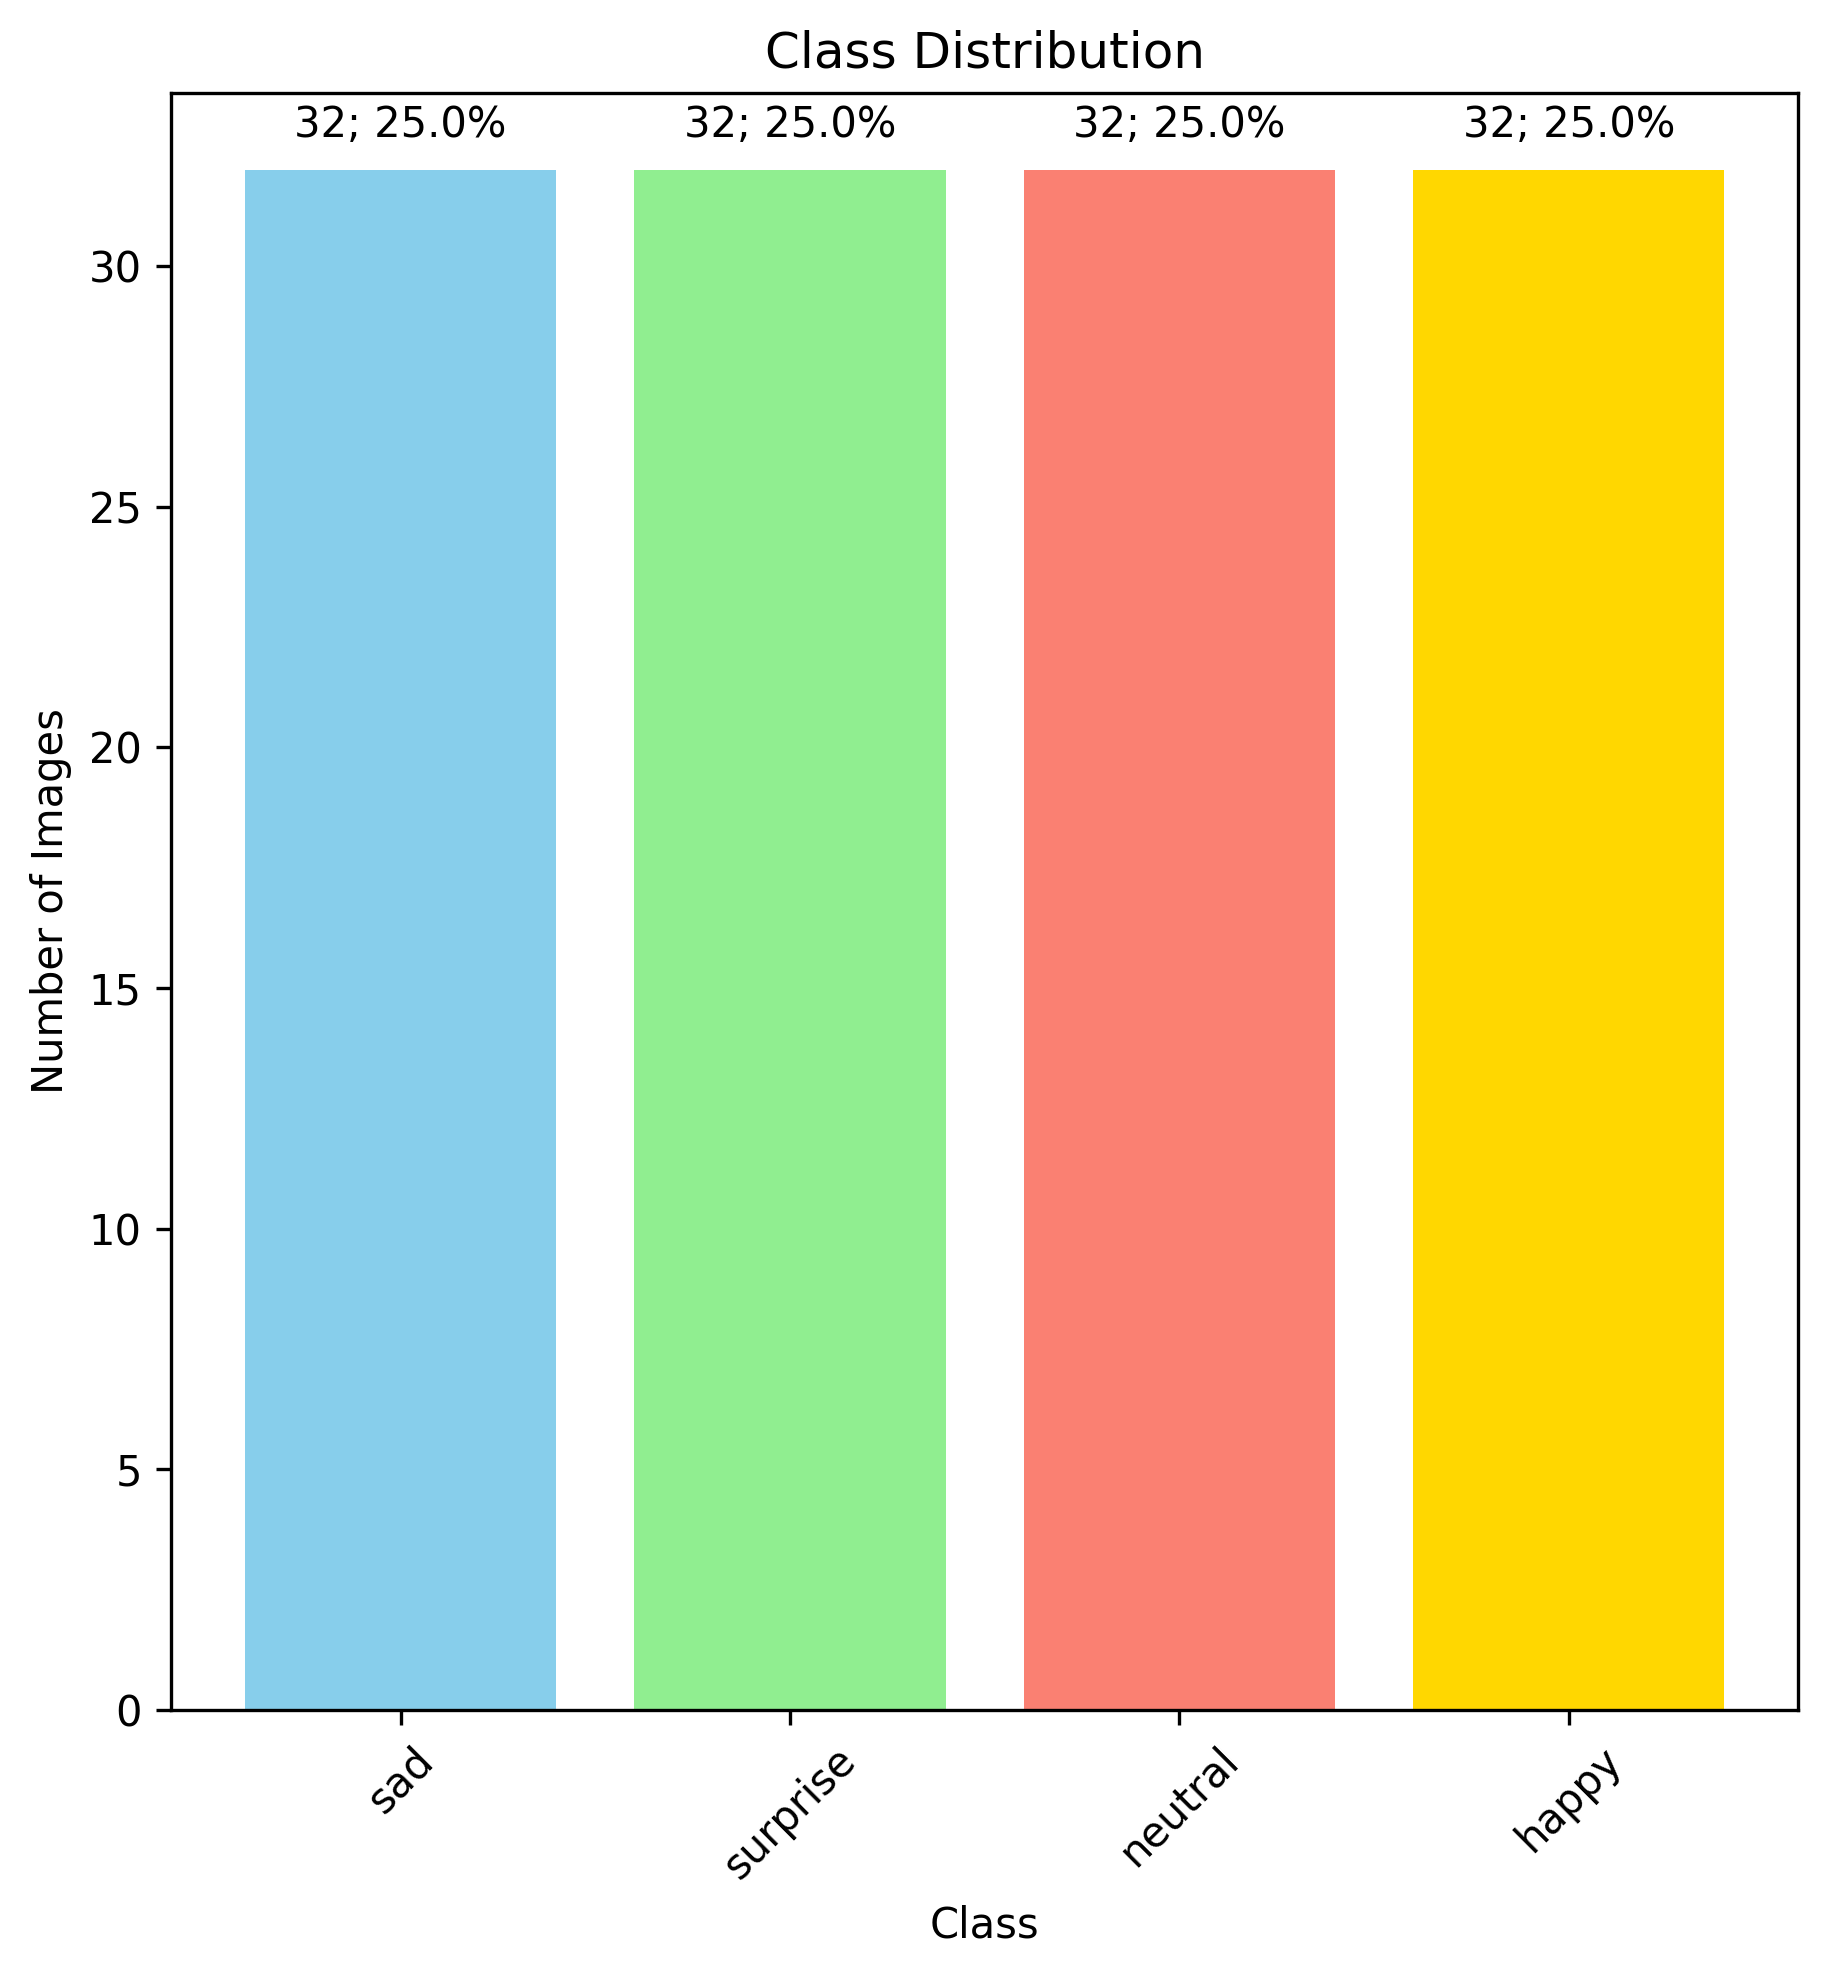 Class Distribution
32; 25.0%
32; 25.0%
32; 25.0%
32; 25.0%
Number of Images
30
25
20
15
10
5
0
sad
surprise
neutral
happy
Class